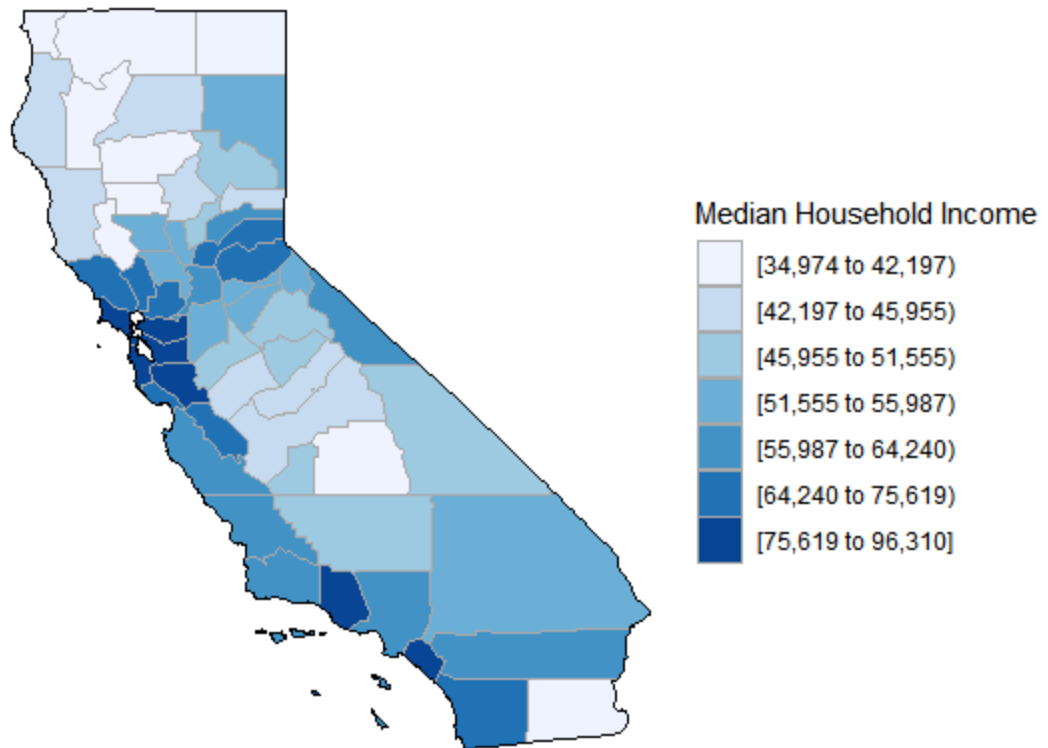 Median Household Income
[34,974 to 42,197)
[42,197 to 45,955)
[45,955 to 51,555)
[51,555 to 55,987)
[55,987 to 64,240)
[64,240 to 75,619)
[75,619 to 96,310]